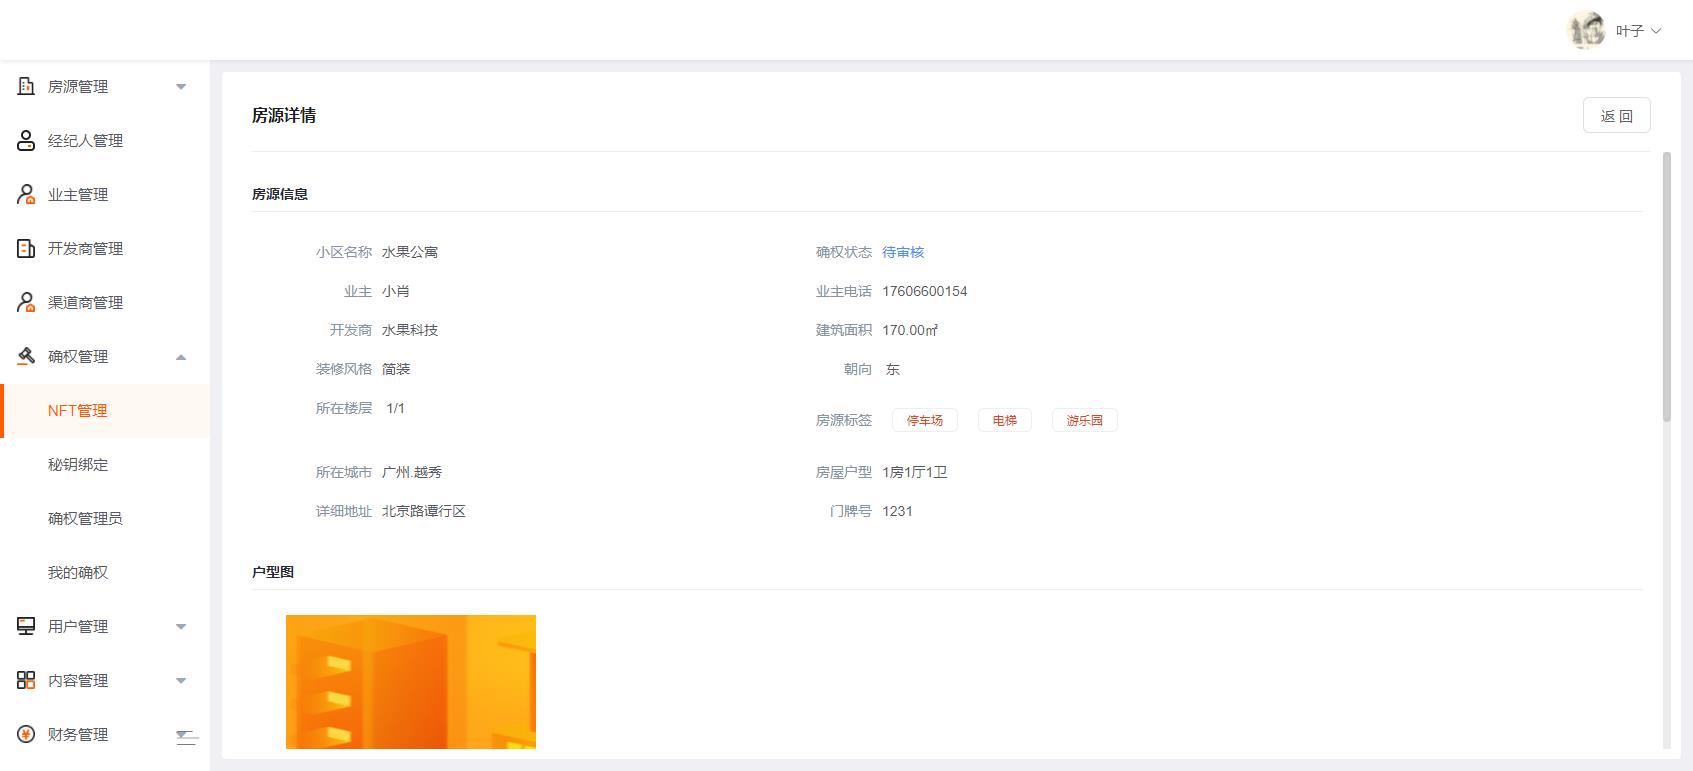 叶子
房源管理
经纪人管理
业主管理
开发商管理
渠道商管理
确权管理
NFT管理
秘钥绑定
确权管理员
我的确权
用户管理
内容管理
财务管理
房源详情
返 回
房源信息
小区名称 水果公寓
确权状态 待审核
业主 小肖
业主电话 17606600154
开发商 水果科技
建筑面积 170.00㎡
装修风格 简装
朝向 东
所在楼层 1/1
房源标签 停车场 电梯 游乐园
所在城市 广州.越秀
房屋户型 1房1厅1卫
详细地址 北京路谭行区
门牌号 1231
户型图